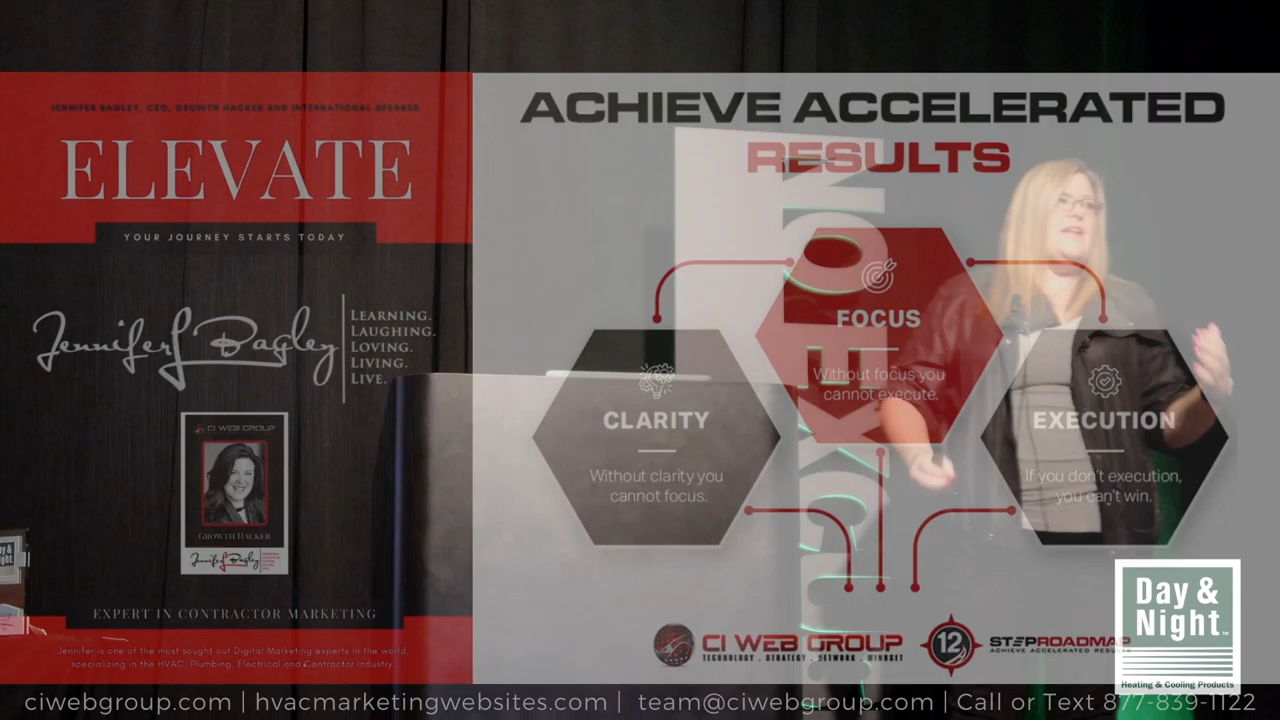 JENNIFER BAGLEY, CEO, GROWTH HACKER AND INTERNATIONAL SPEAKER
ELEVATE
YOUR JOURNEY STARTS TODAY
Jennifer L Bagley
LEARNING.
LAUGHING.
LOVING.
LIVING.
LIVE.
CI WEB GROUP
GROWTH HACKER
Jennifer L Bagley
EXPERT IN CONTRACTOR MARKETING
Jennifer is one of the most sought out Digital Marketing experts in the world,
specializing in the HVAC, Plumbing, Electrical and Contractor Industry.
ACHIEVE ACCELERATED
RESULTS
FOCUS
Without focus you
cannot execute.
CLARITY
Without clarity you
cannot focus.
EXECUTION
If you don't execution,
you can't win.
CI WEB GROUP
TECHNOLOGY . STRATEGY . NETWORK . MINDSET
12
STEPROADMAP
ACHIEVE ACCELERATED RESULTS
Day &
Night™
Heating & Cooling Products
Day &
Night
ciwebgroup.com | hvacmarketingwebsites.com | team@ciwebgroup.com | Call or Text 877-839-1122